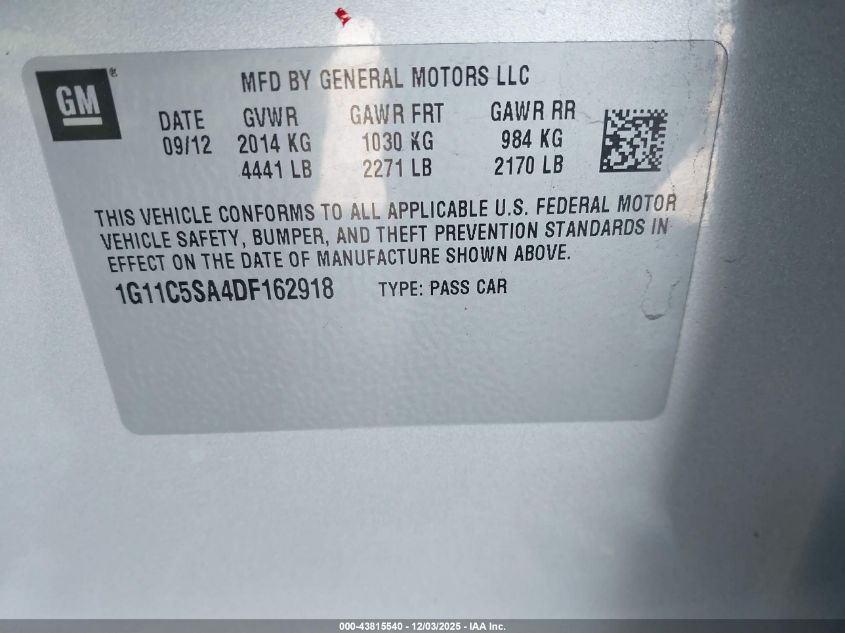 GM®
MFD BY GENERAL MOTORS LLC
DATE GVWR GAWR FRT GAWR RR
09/12 2014 KG 1030 KG 984 KG
4441 LB 2271 LB 2170 LB
THIS VEHICLE CONFORMS TO ALL APPLICABLE U.S. FEDERAL MOTOR
VEHICLE SAFETY, BUMPER, AND THEFT PREVENTION STANDARDS IN
EFFECT ON THE DATE OF MANUFACTURE SHOWN ABOVE.
1G11C5SA4DF162918 TYPE: PASS CAR
000-43815540 - 12/03/2025 - IAA Inc.